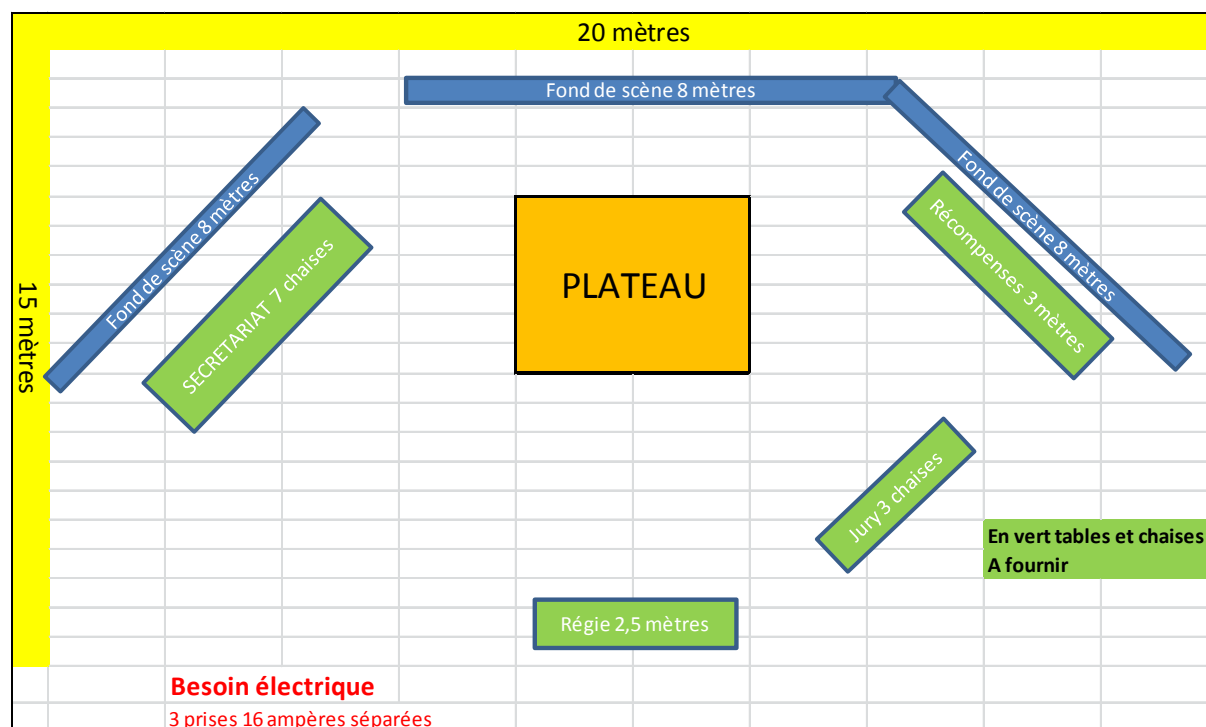 20 mètres
Fond de scène 8 mètres
Fond de scène 8 mètres
Fond de scène 8 mètres
SECRETARIAT 7 chaises
PLATEAU
Récompenses 3 mètres
15 mètres
Jury 3 chaises
En vert tables et chaises
A fournir
Régie 2,5 mètres
Besoin électrique
3 prises 16 ampères séparées